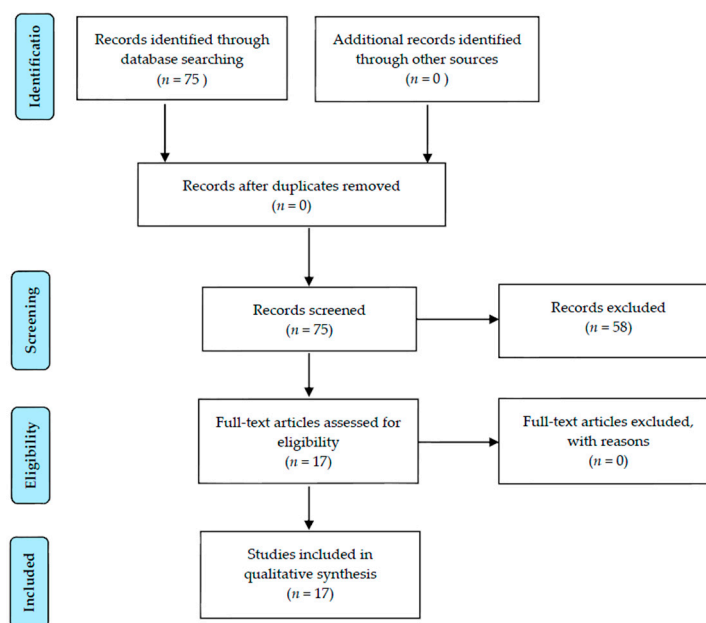 Identificatio
Records identified through
database searching
(n = 75 )
Additional records identified
through other sources
(n = 0 )
Records after duplicates removed
(n = 0)
Screening
Records screened
(n = 75)
Records excluded
(n = 58)
Eligibility
Full-text articles assessed for
eligibility
(n = 17)
Full-text articles excluded,
with reasons
(n = 0)
Included
Studies included in
qualitative synthesis
(n = 17)